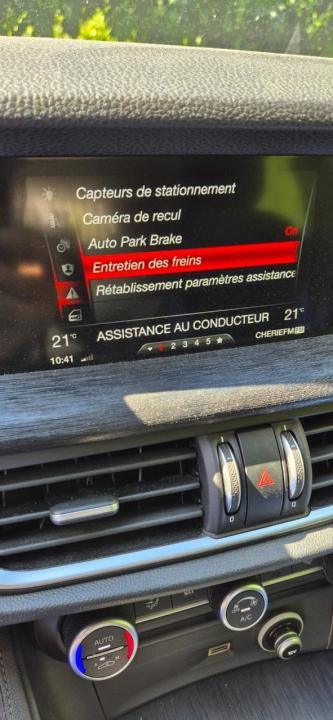 Capteurs de stationnement
Caméra de recul
Auto Park Brake On
Entretien des freins
Rétablissement paramètres assistance
21°C ASSISTANCE AU CONDUCTEUR 21°C
10:41 1 2 3 4 5 CHERIEFM
AUTO
A/C